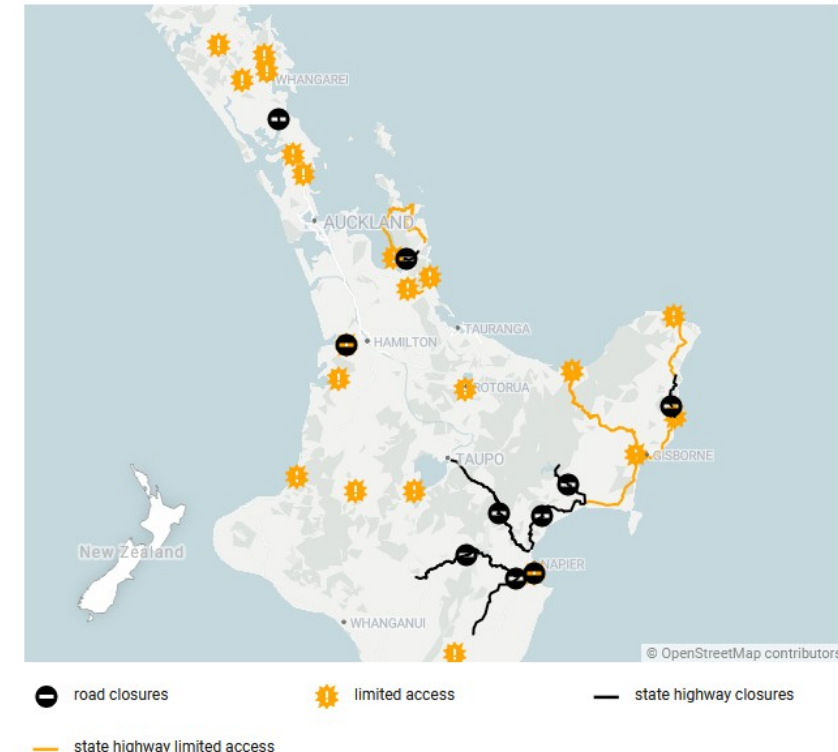 WHANGAREI
AUCKLAND
TAURANGA
HAMILTON
ROTORUA
TAUPO
GISBORNE
New Zealand
NAPIER
WHANGANUI
© OpenStreetMap contributors
road closures
limited access
state highway closures
state highway limited access